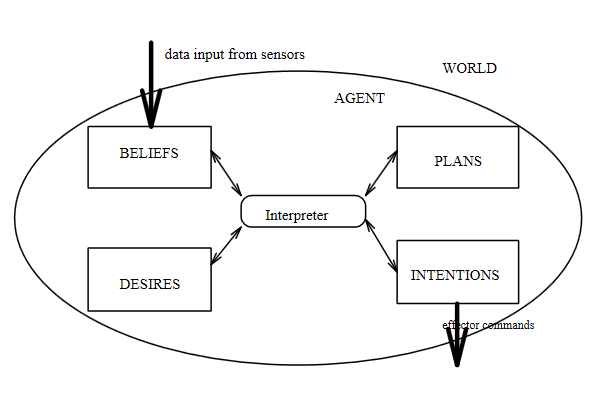 data input from sensors
WORLD
AGENT
BELIEFS
PLANS
Interpreter
DESIRES
INTENTIONS
effector commands